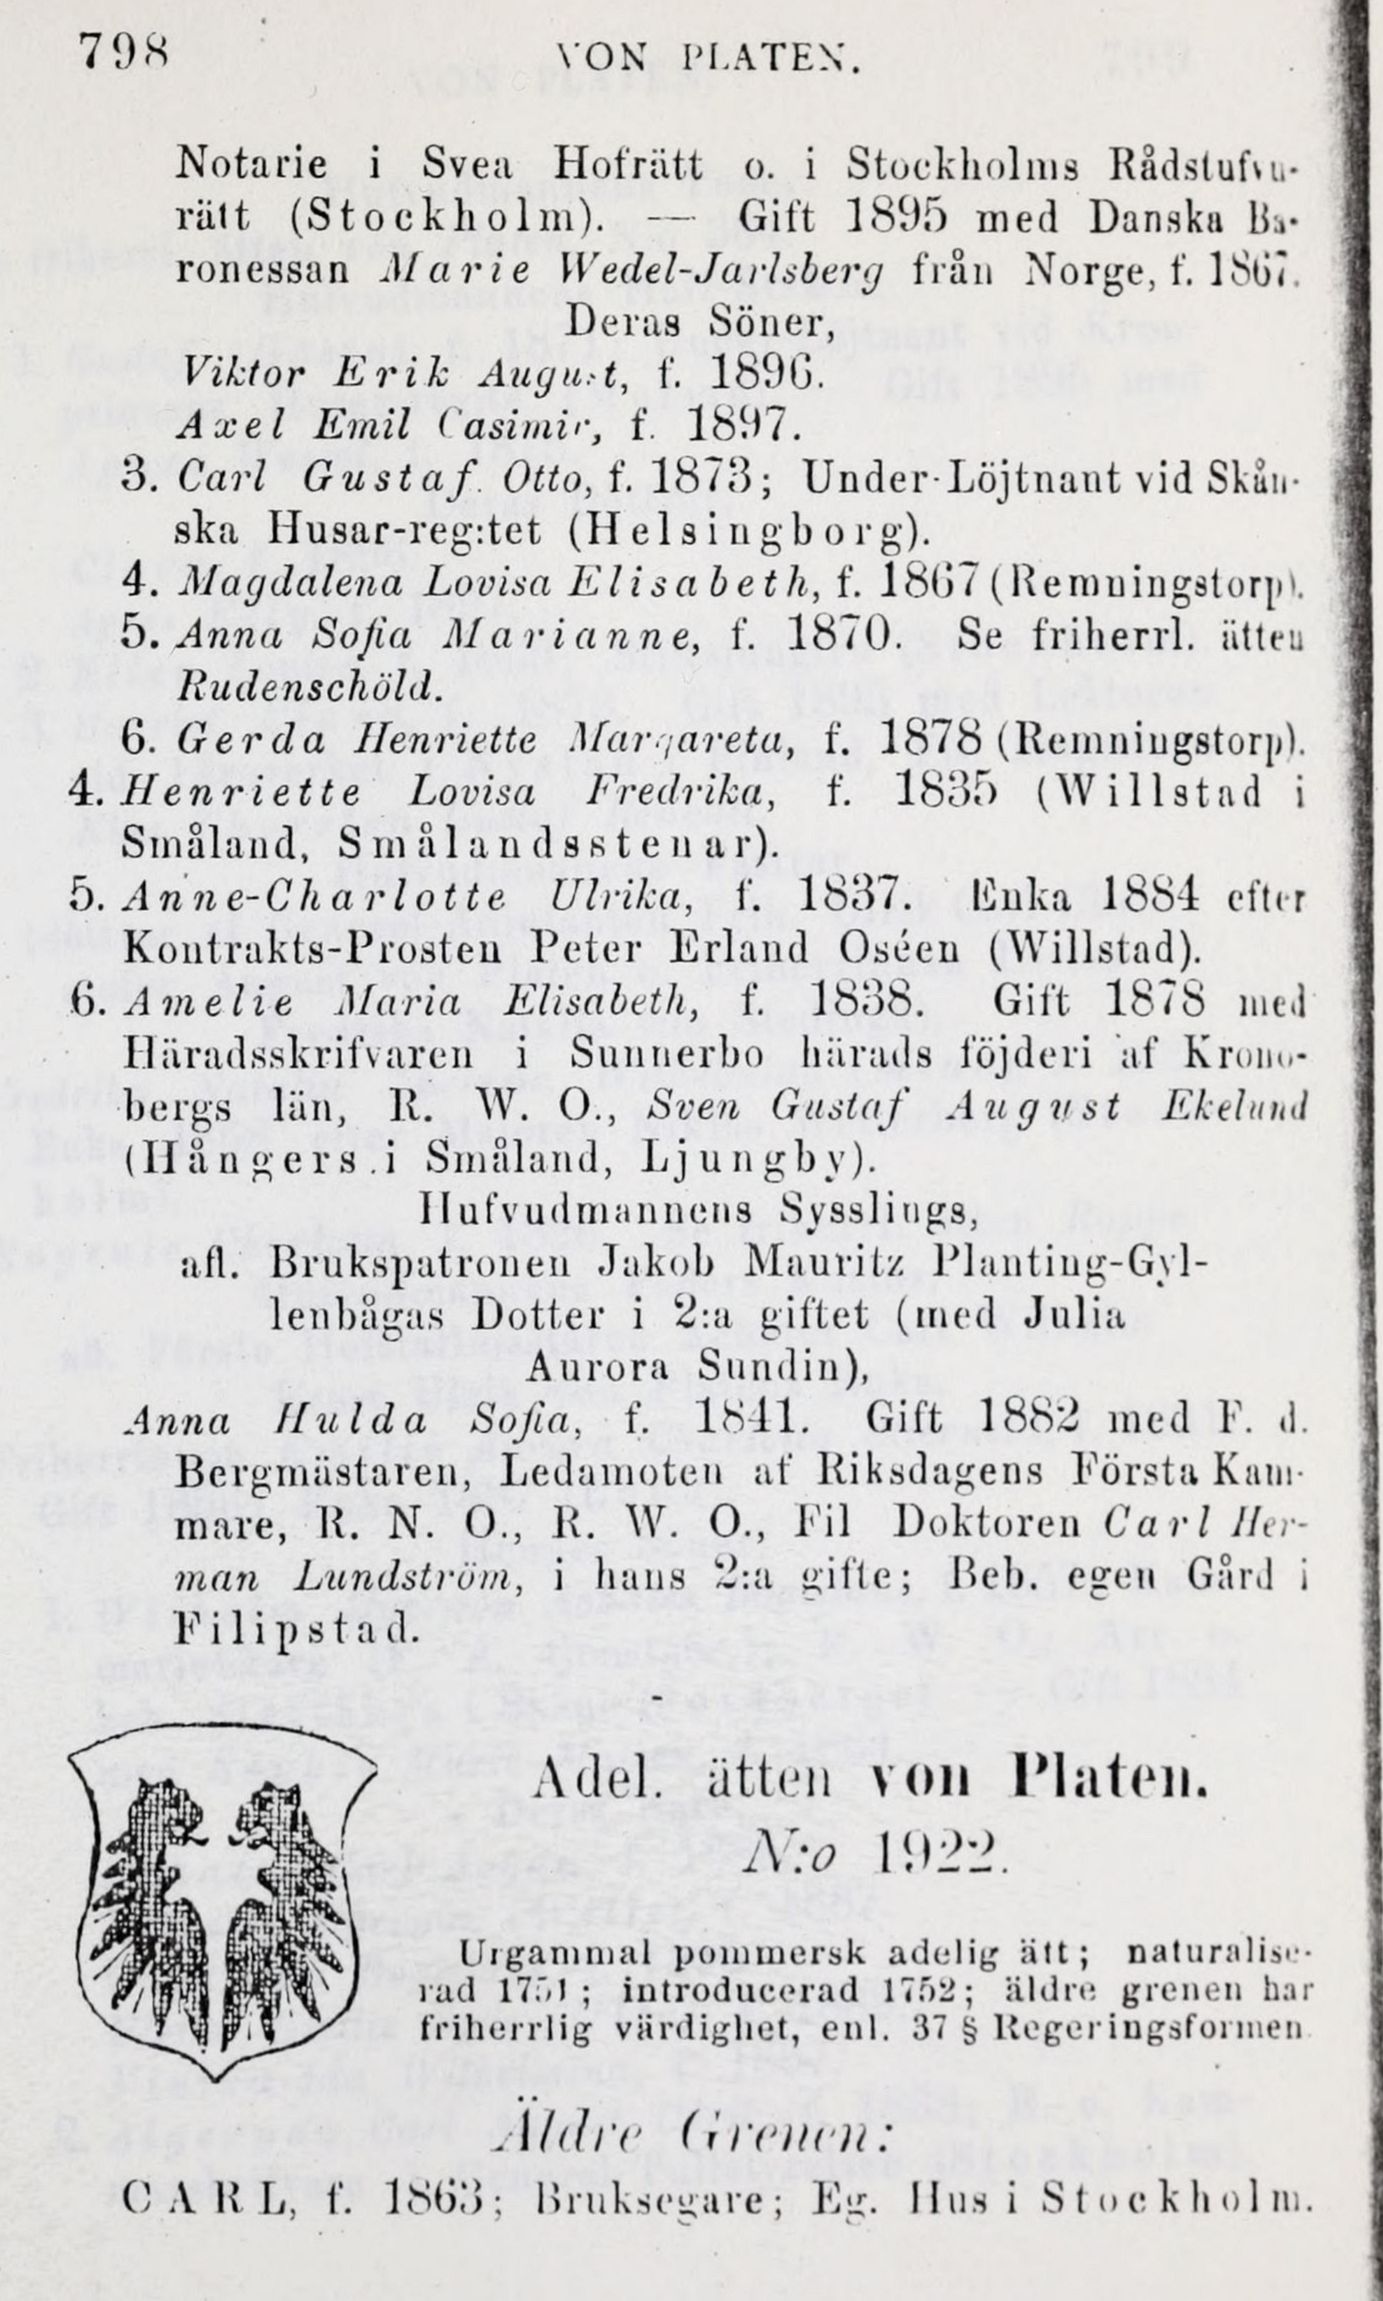 798
VON PLATEN.
Notarie i Svea Hofrätt o. i Stockholms Rådstufvu-
rätt (Stockholm). — Gift 1895 med Danska Ba-
ronessan Marie Wedel-Jarlsberg från Norge, f. 1867.
Deras Söner,
Viktor Erik August, f. 1896.
Axel Emil Casimir, f. 1897.
3. Carl Gustaf Otto, f. 1873; Under-Löjtnant vid Skån-
ska Husar-reg:tet (Helsingborg).
4. Magdalena Lovisa Elisabeth, f. 1867 (Remningstorp).
5. Anna Sofia Marianne, f. 1870. Se friherrl. ätten
Rudenschöld.
6. Gerda Henriette Margareta, f. 1878 (Remningstorp).
4. Henriette Lovisa Fredrika, f. 1835 (Willstad i
Småland, Smålandsstenar).
5. Anne-Charlotte Ulrika, f. 1837. Enka 1884 efter
Kontrakts-Prosten Peter Erland Oséen (Willstad).
6. Amelie Maria Elisabeth, f. 1838. Gift 1878 med
Häradsskrifvaren i Sunnerbo härads föjderi af Krono-
bergs län, R. W. O., Sven Gustaf August Ekelund
(Hångers i Småland, Ljungby).
Hufvudmannens Sysslings,
afl. Brukspatronen Jakob Mauritz Planting-Gyl-
lenbågas Dotter i 2:a giftet (med Julia
Aurora Sundin),
Anna Hulda Sofia, f. 1841. Gift 1882 med F. d.
Bergmästaren, Ledamoten af Riksdagens Första Kam-
mare, R. N. O., R. W. O., Fil Doktoren Carl Her-
man Lundström, i hans 2:a gifte; Beb. egen Gård i
Filipstad.
Adel. ätten von Platen.
N:o 1922.
Urgammal pommersk adelig ätt; naturalise-
rad 1751; introducerad 1752; äldre grenen har
friherrlig värdighet, enl. 37 § Regeringsformen
Äldre Grenen:
CARL, f. 1863; Bruksegare; Eg. Hus i Stockholm.